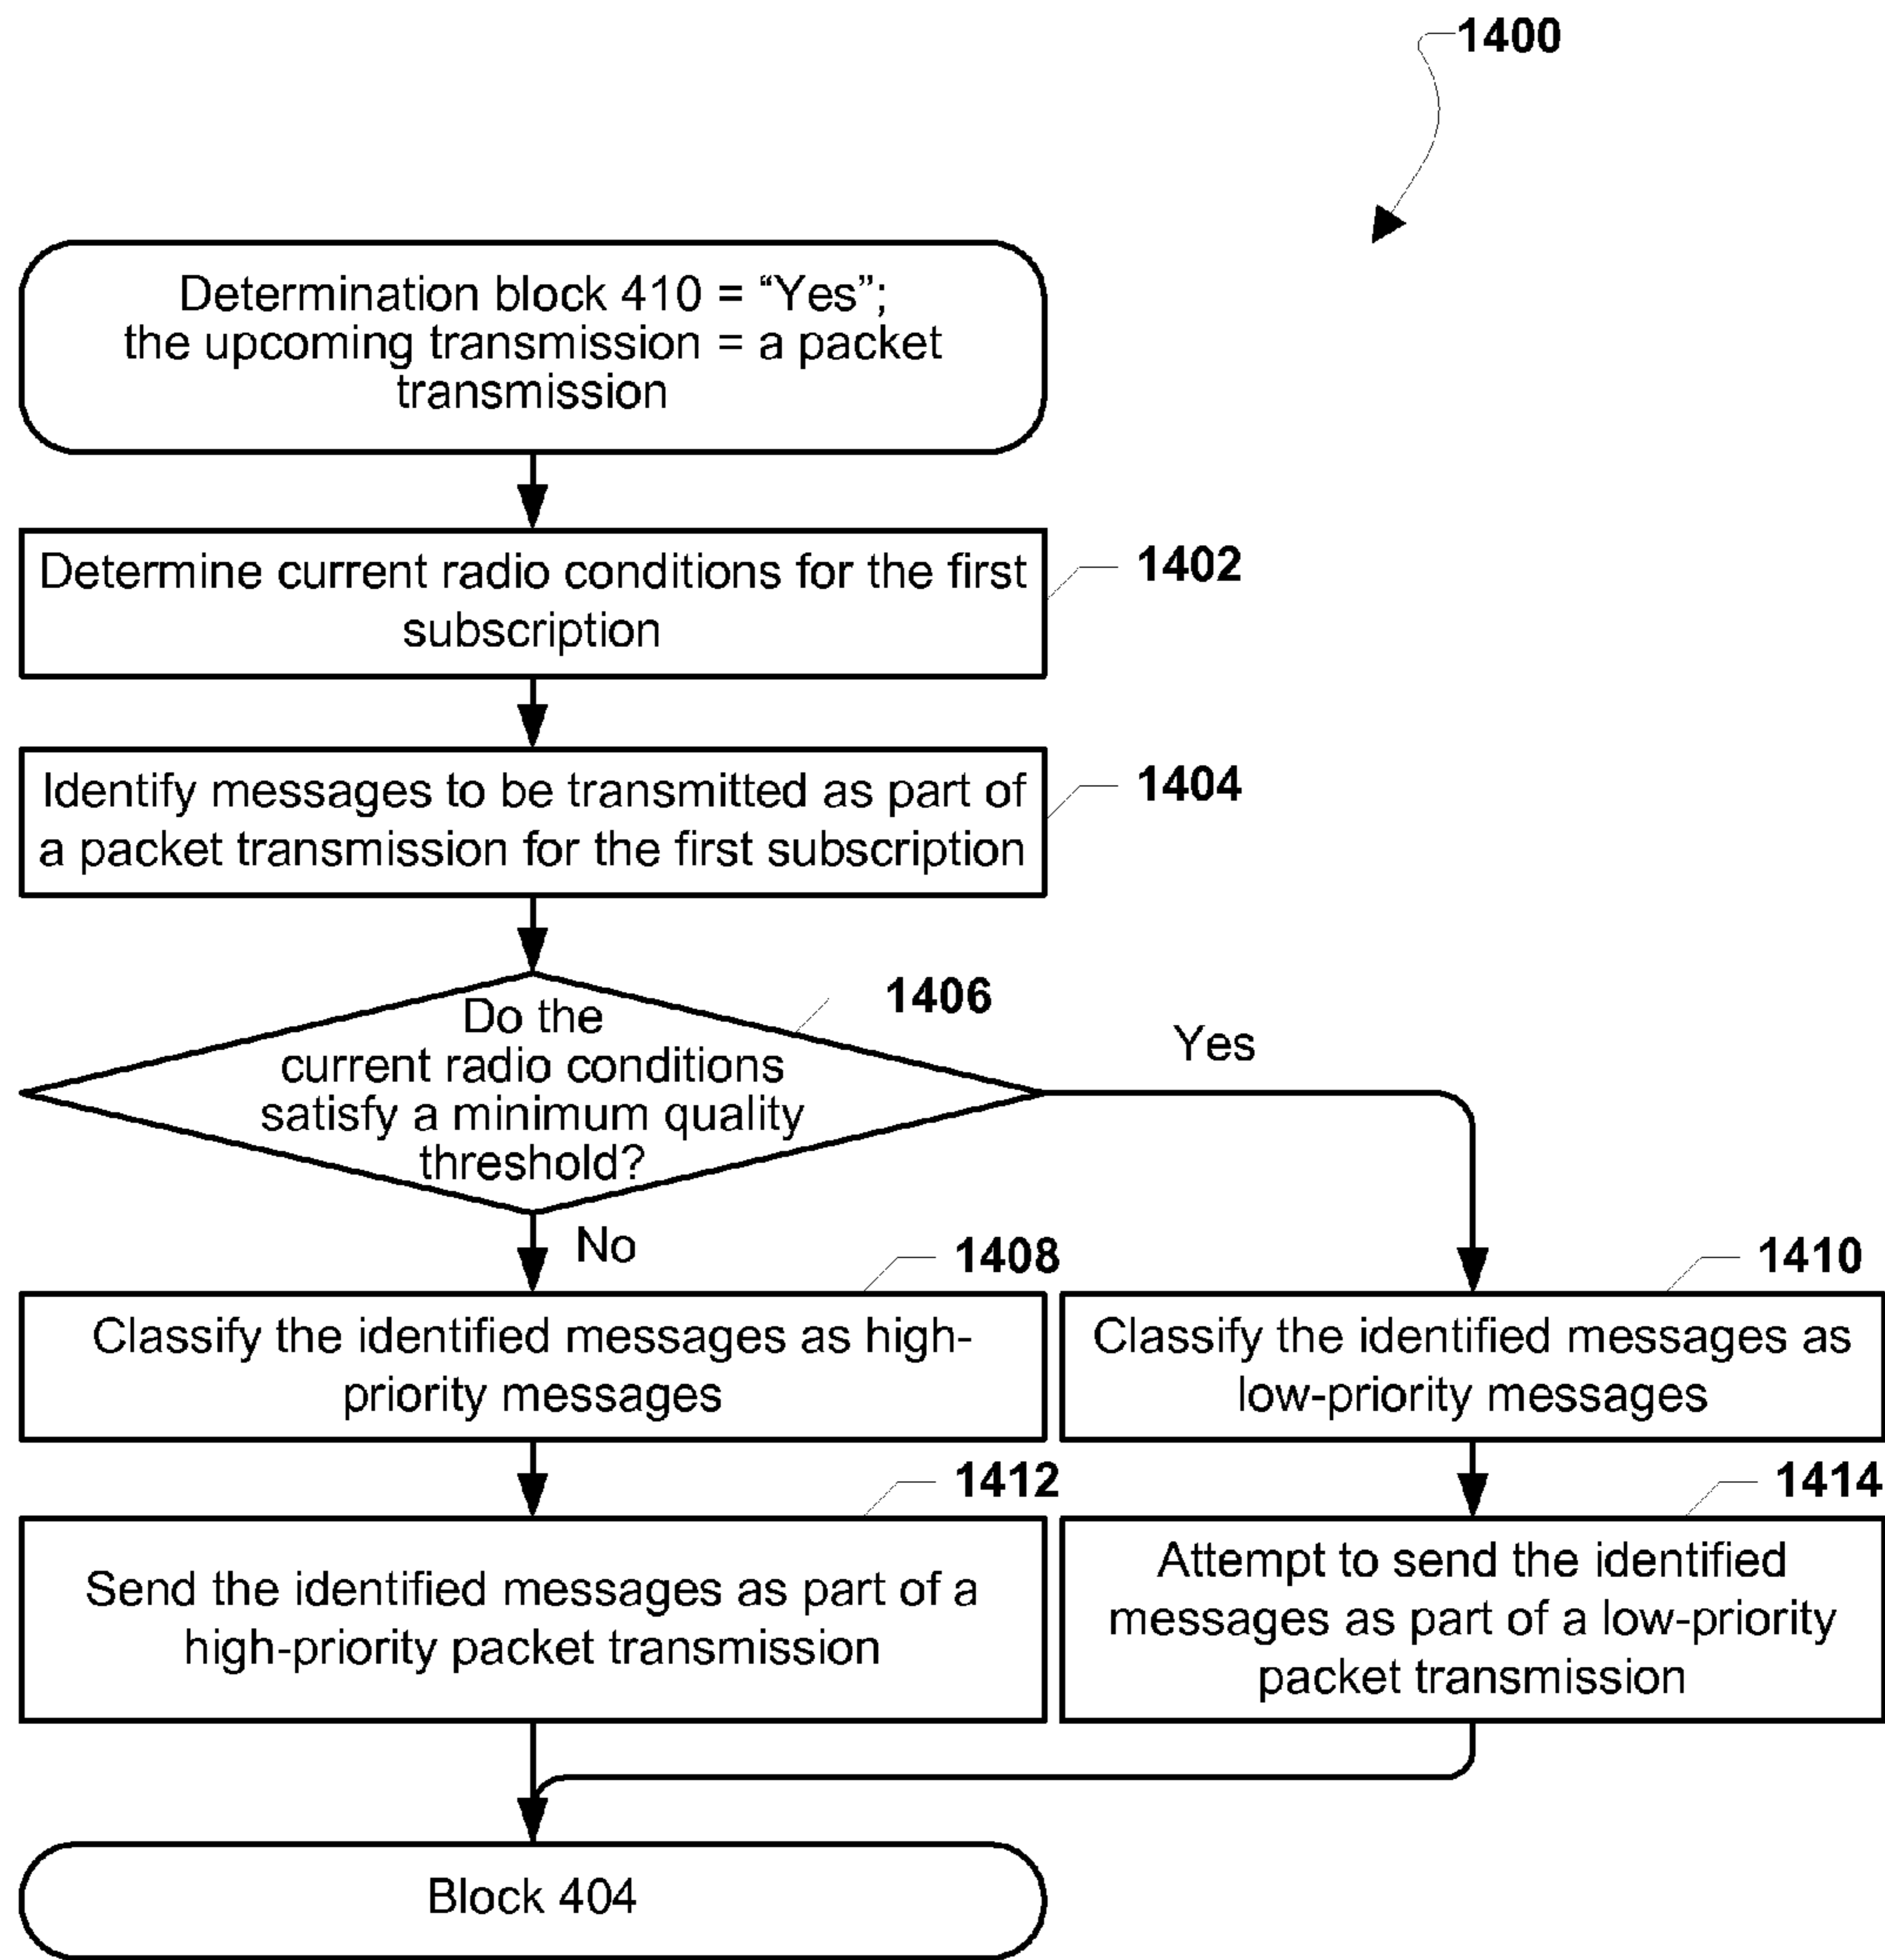 1400
Determination block 410 = “Yes”;
the upcoming transmission = a packet
transmission
Determine current radio conditions for the first
subscription
1402
Identify messages to be transmitted as part of
a packet transmission for the first subscription
1404
Do the
current radio conditions
satisfy a minimum quality
threshold?
1406
Yes
No
1408
Classify the identified messages as high-
priority messages
1410
Classify the identified messages as
low-priority messages
1412
Send the identified messages as part of a
high-priority packet transmission
1414
Attempt to send the identified
messages as part of a low-priority
packet transmission
Block 404